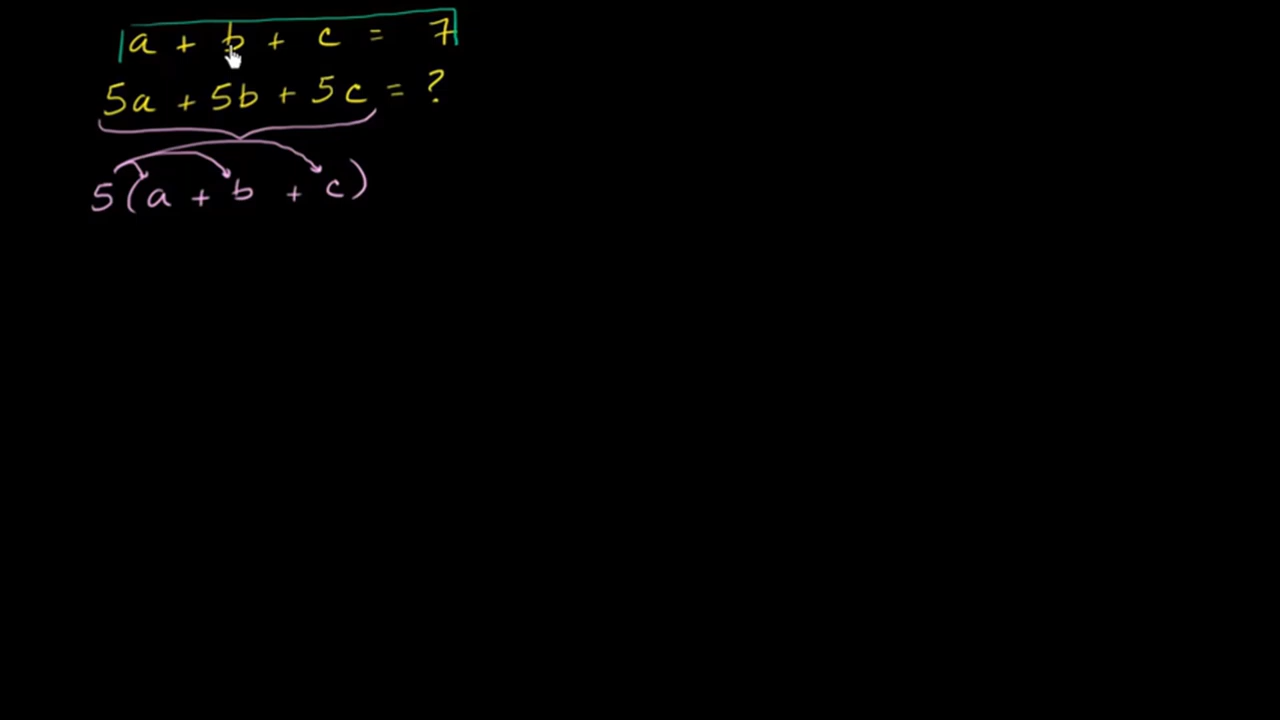 a + b + c = 7
5a + 5b + 5c = ?
5(a + b + c)